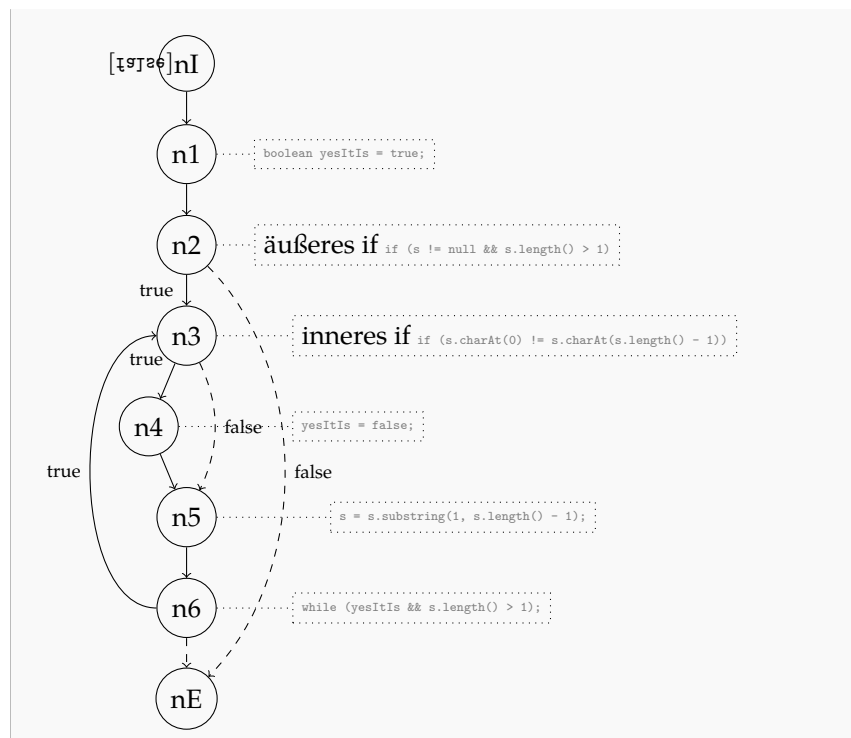 [false]nI
n1 boolean yesItIs = true;
n2 äußeres if if (s != null && s.length() > 1)
true
n3 inneres if if (s.charAt(0) != s.charAt(s.length() - 1))
true
n4 false yesItIs = false;
true false
n5 s = s.substring(1, s.length() - 1);
n6 while (yesItIs && s.length() > 1);
nE